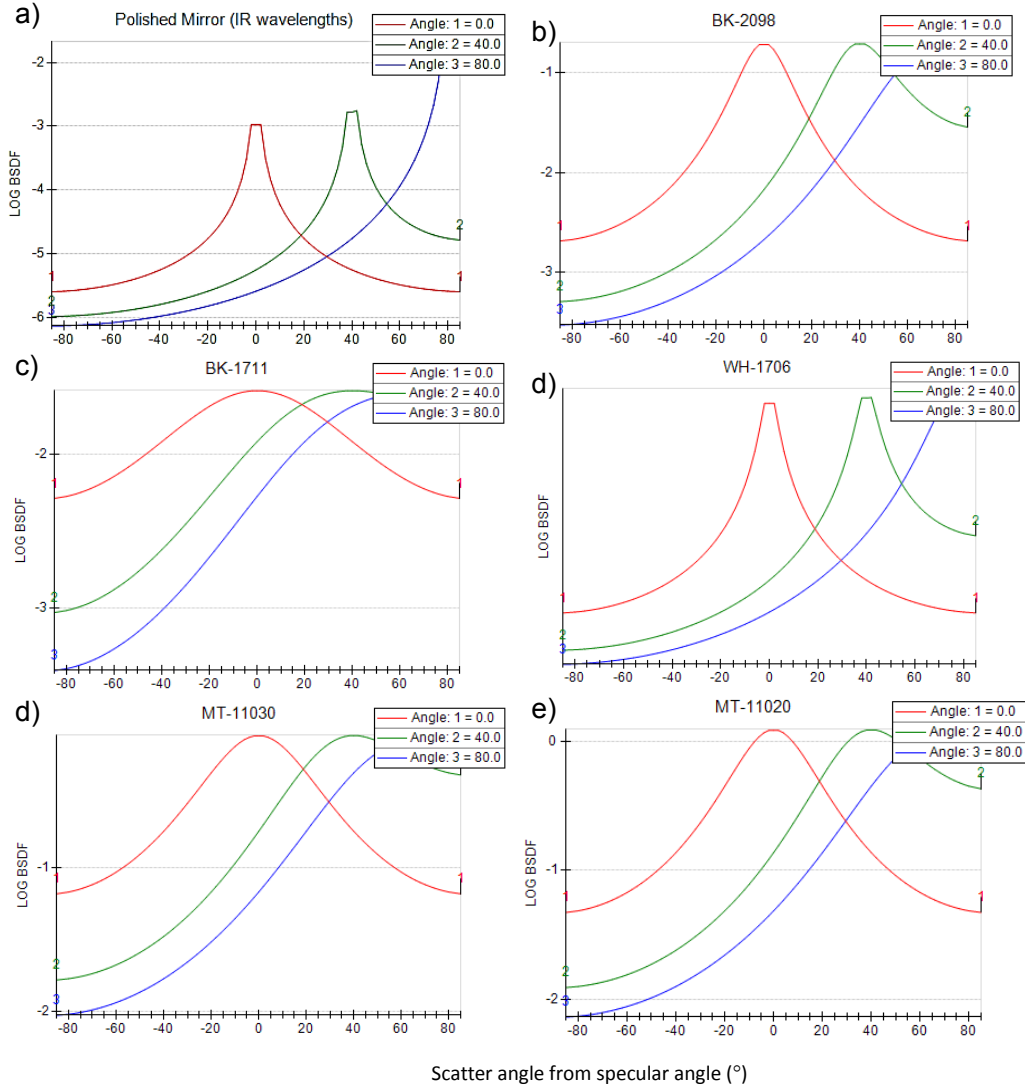 a)
Polished Mirror (IR wavelengths)
Angle: 1 = 0.0
Angle: 2 = 40.0
Angle: 3 = 80.0
LOG BSDF
-2
-3
-4
-5
-6
1
2
3
2
1
-80 -60 -40 -20 0 20 40 60 80
b)
BK-2098
Angle: 1 = 0.0
Angle: 2 = 40.0
Angle: 3 = 80.0
LOG BSDF
-1
-2
-3
1
2
3
2
1
-80 -60 -40 -20 0 20 40 60 80
c)
BK-1711
Angle: 1 = 0.0
Angle: 2 = 40.0
Angle: 3 = 80.0
LOG BSDF
-2
-3
1
2
3
1
-80 -60 -40 -20 0 20 40 60 80
d)
WH-1706
Angle: 1 = 0.0
Angle: 2 = 40.0
Angle: 3 = 80.0
LOG BSDF
1
2
3
2
1
-80 -60 -40 -20 0 20 40 60 80
d)
MT-11030
Angle: 1 = 0.0
Angle: 2 = 40.0
Angle: 3 = 80.0
LOG BSDF
-1
-2
1
2
3
1
-80 -60 -40 -20 0 20 40 60 80
e)
MT-11020
Angle: 1 = 0.0
Angle: 2 = 40.0
Angle: 3 = 80.0
LOG BSDF
0
-1
-2
1
2
3
2
1
-80 -60 -40 -20 0 20 40 60 80
Scatter angle from specular angle (°)